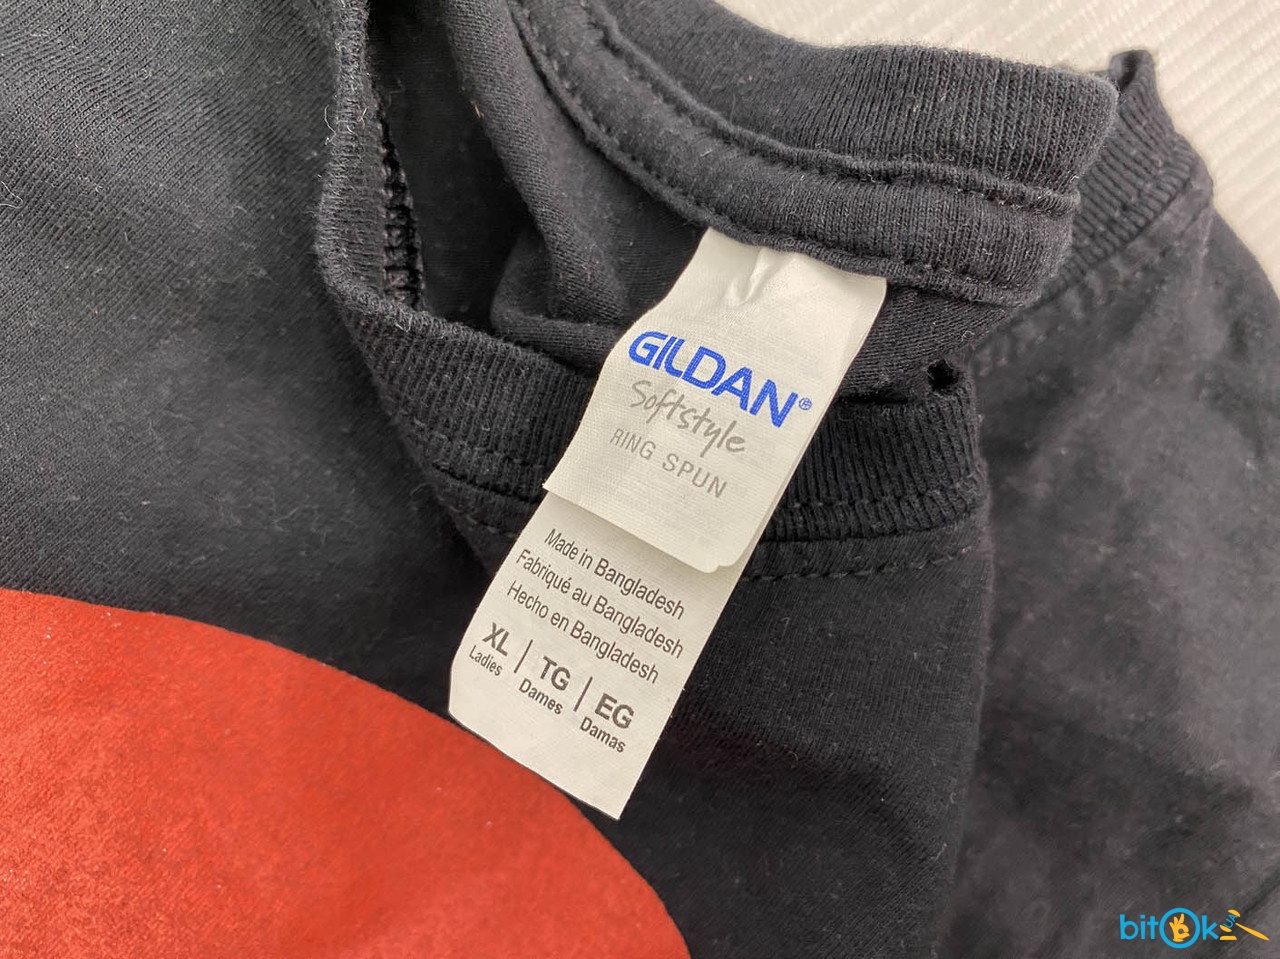 GILDAN®
Softstyle
RING SPUN
Made in Bangladesh
Fabriqué au Bangladesh
Hecho en Bangladesh
XL | TG | EG
Ladies Dames Damas
bitOk UA